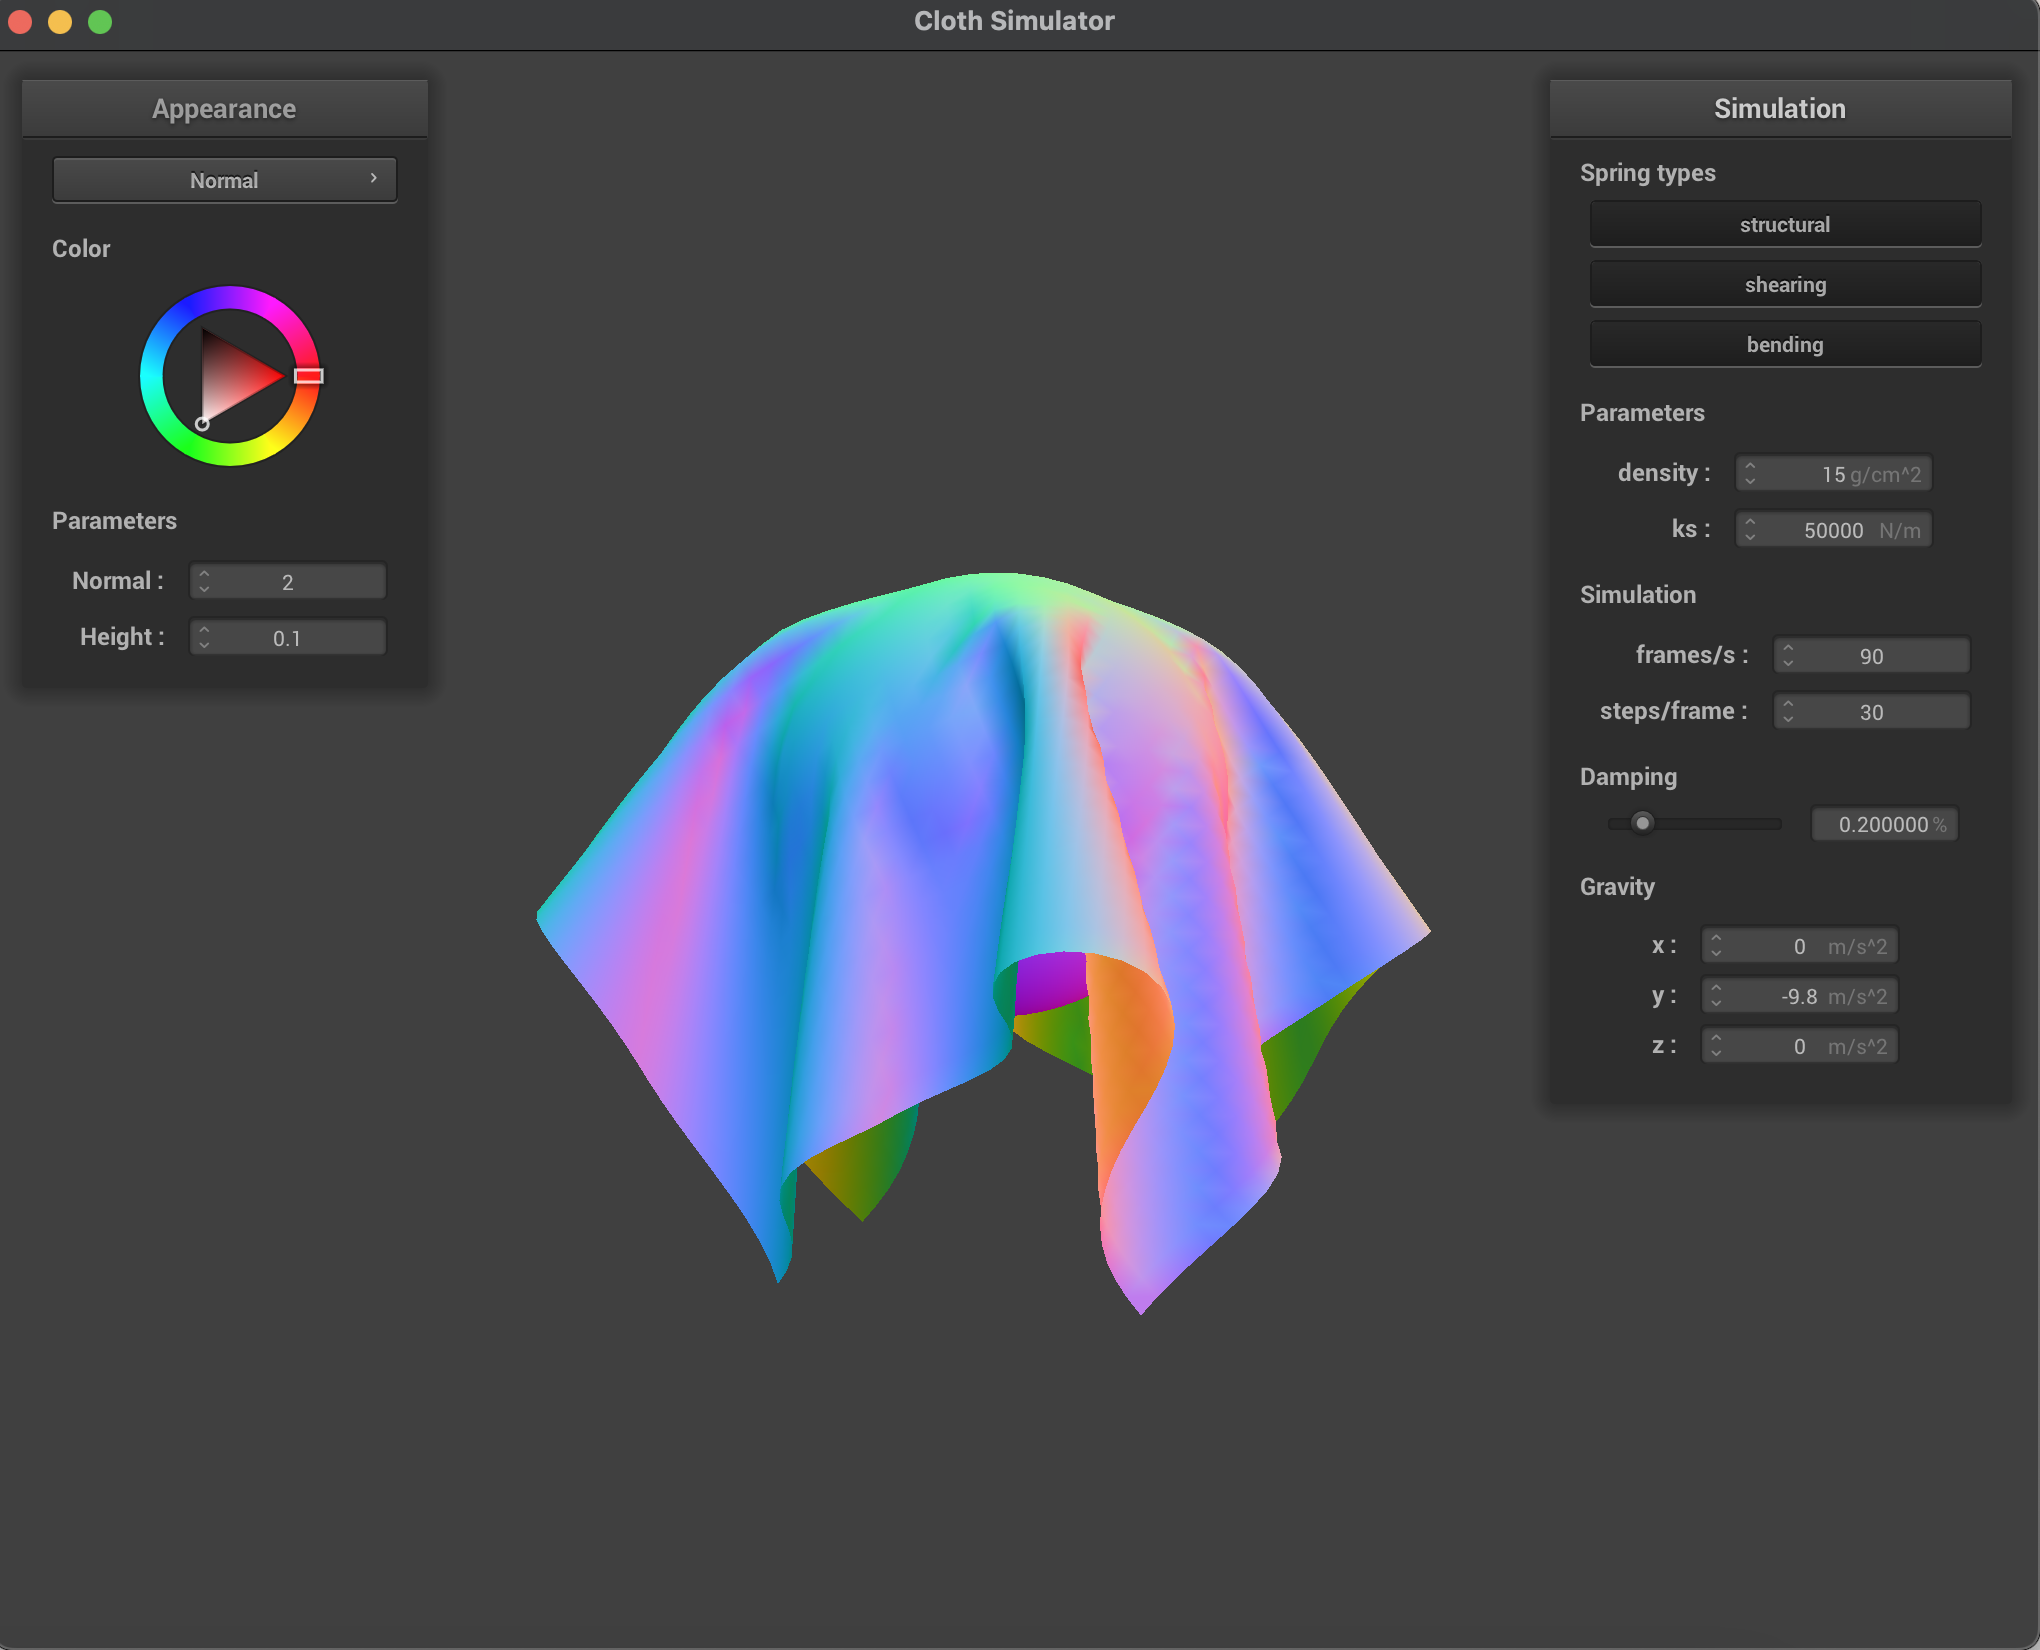 Cloth Simulator
Appearance
Normal
Color
Parameters
Normal : 2
Height : 0.1
Simulation
Spring types
structural
shearing
bending
Parameters
density : 15 g/cm^2
ks : 50000 N/m
Simulation
frames/s : 90
steps/frame : 30
Damping
0.200000 %
Gravity
x : 0 m/s^2
y : -9.8 m/s^2
z : 0 m/s^2